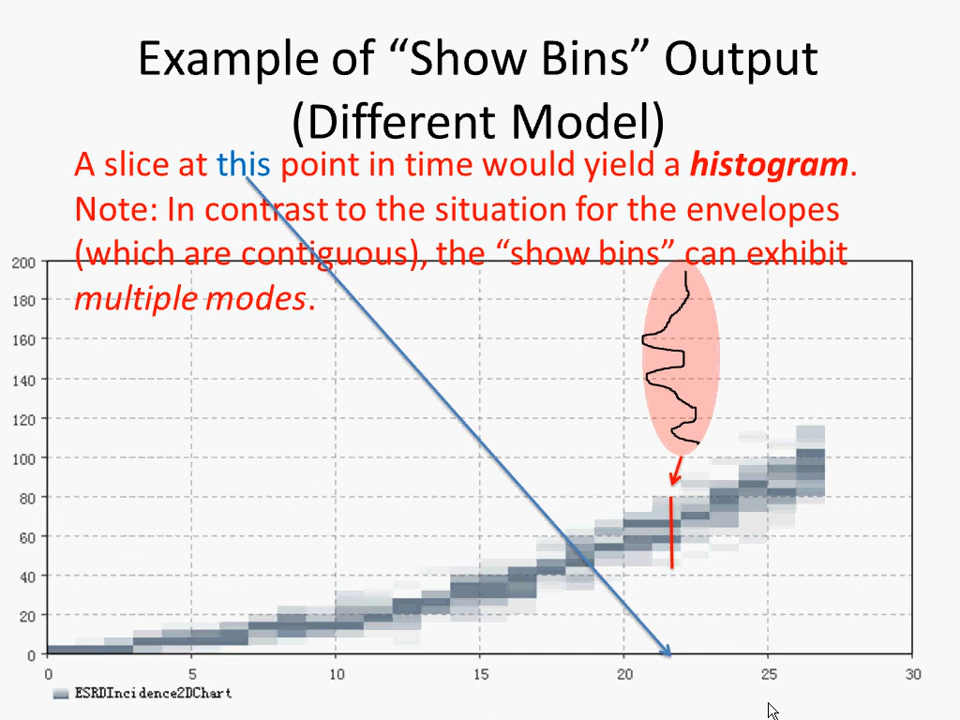 Example of “Show Bins” Output
(Different Model)
A slice at this point in time would yield a histogram.
Note: In contrast to the situation for the envelopes
(which are contiguous), the “show bins” can exhibit
multiple modes.
200
180
160
140
120
100
80
60
40
20
0
0 5 10 15 20 25 30
ESRDIncidence2DChart